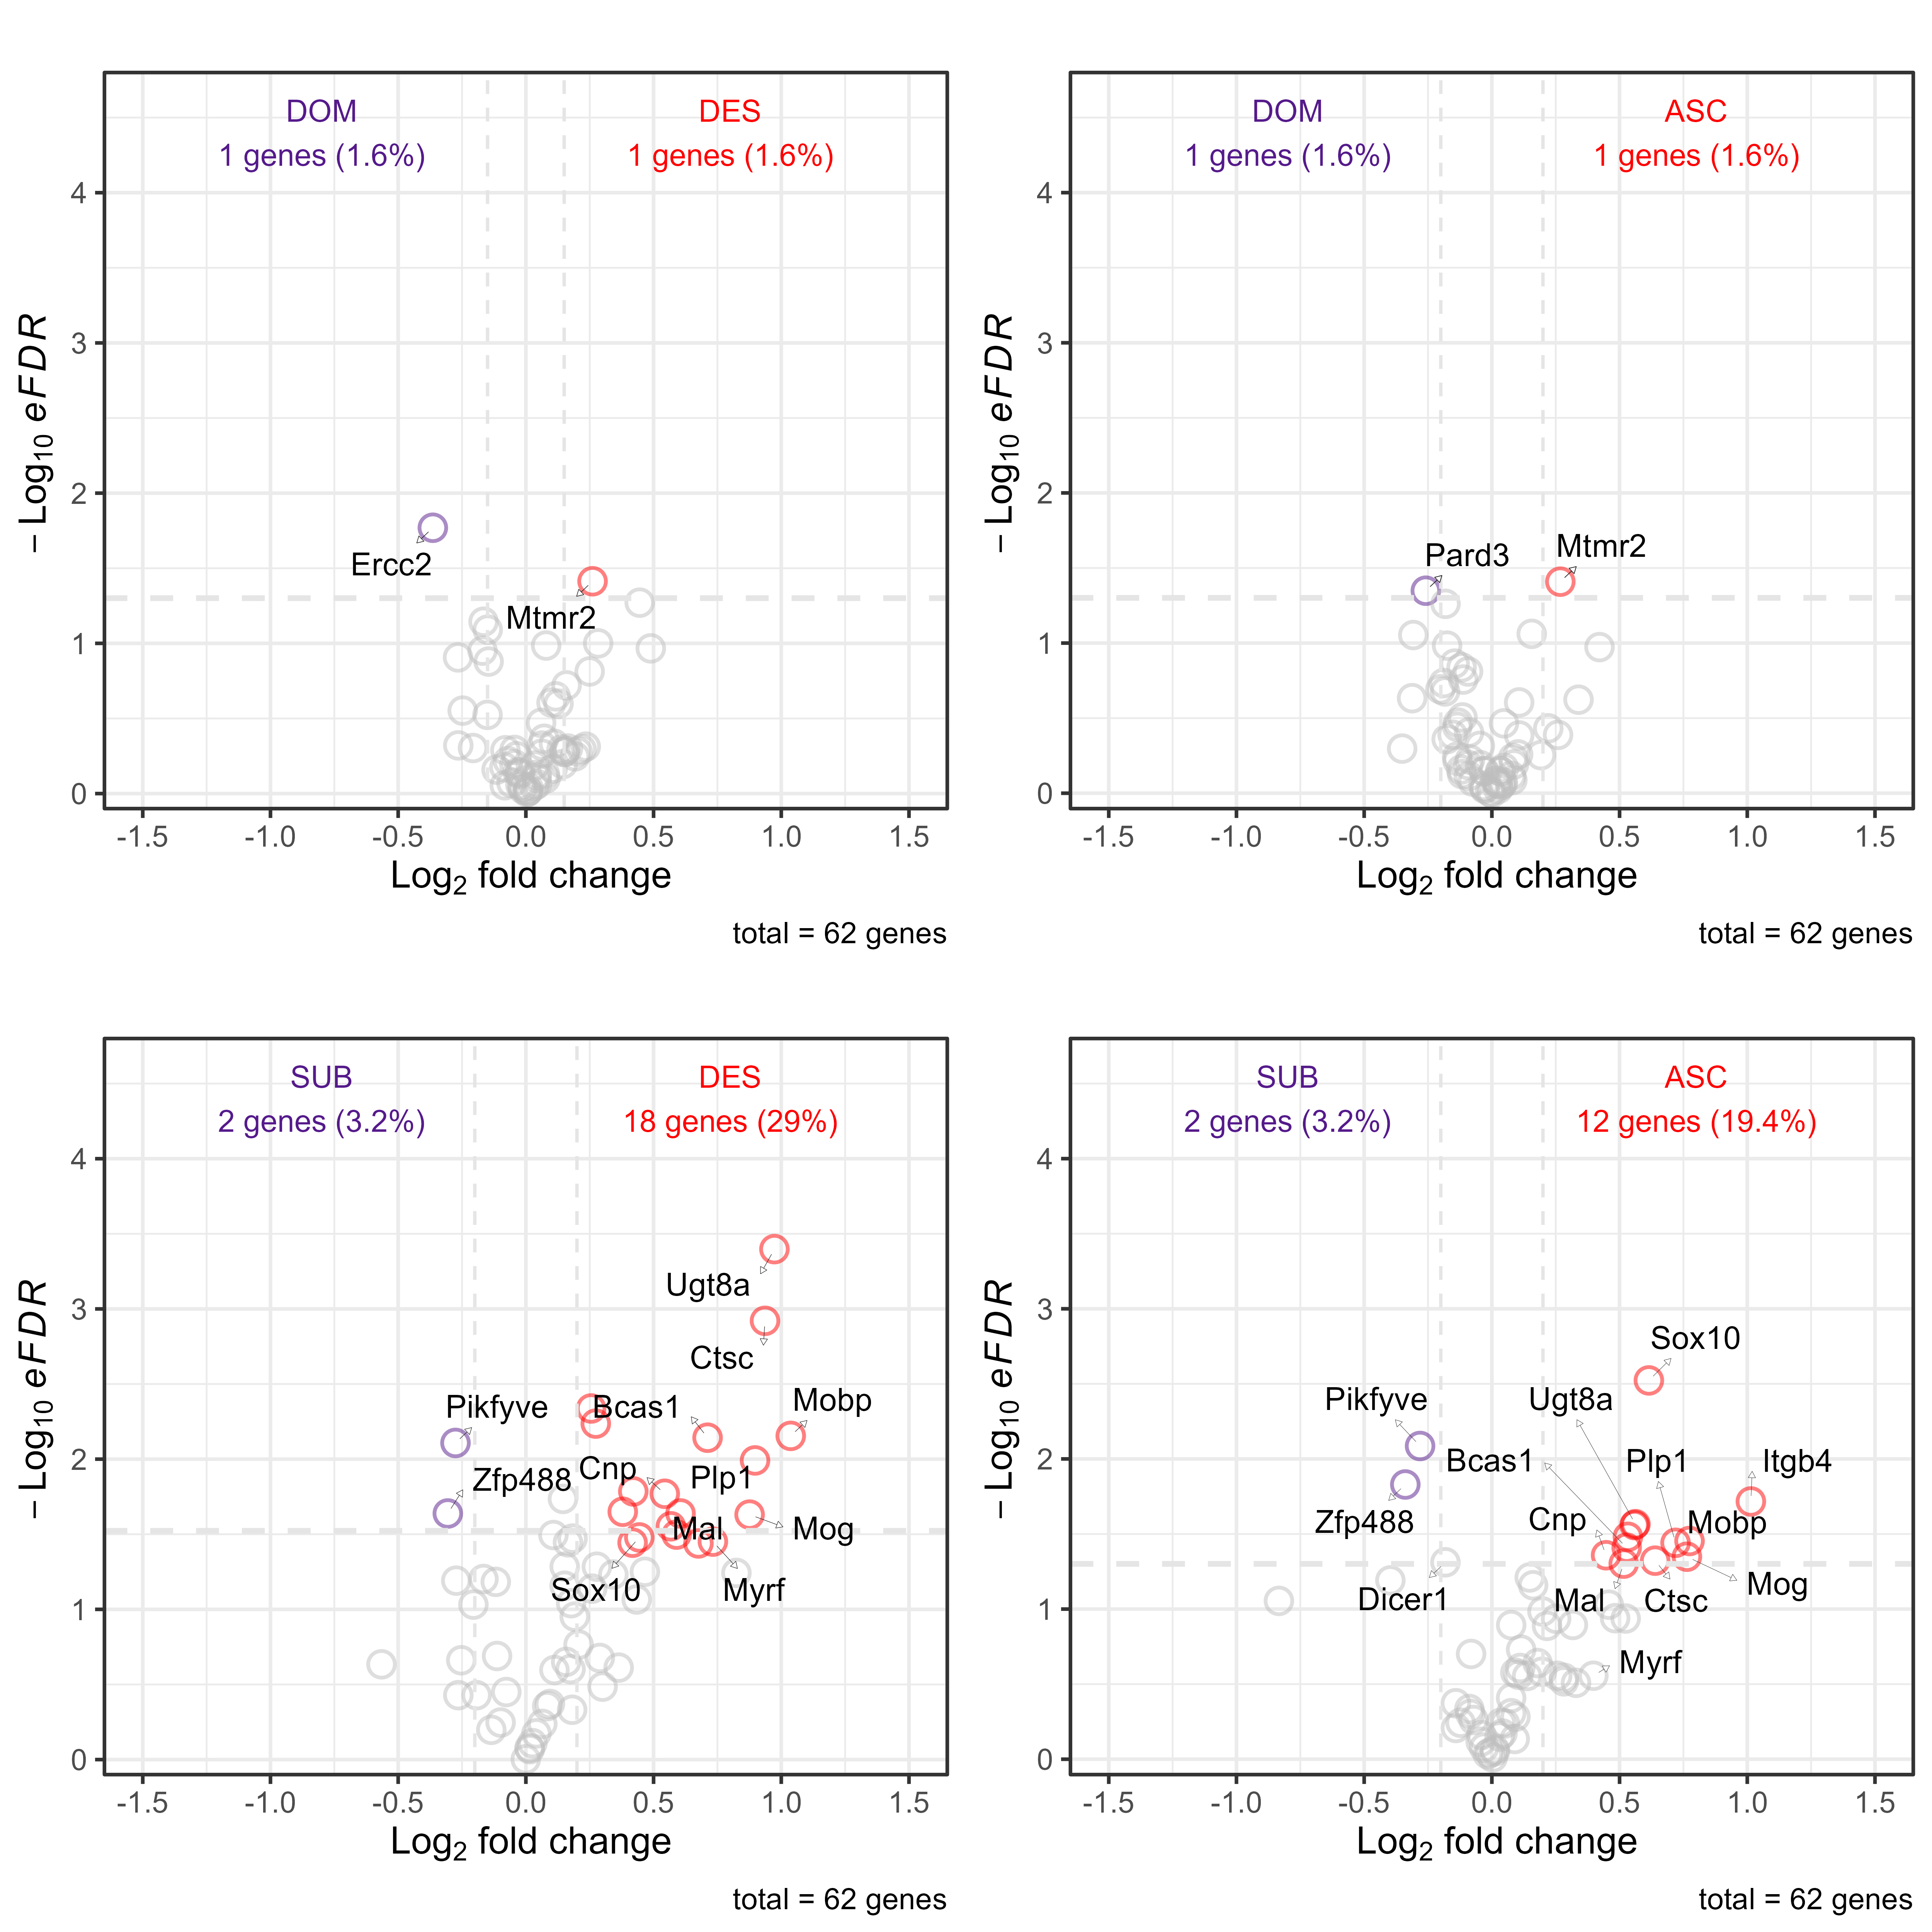 DOM
1 genes (1.6%)
DES
1 genes (1.6%)
4
3
2
1
0
− Log10 eFDR
Ercc2
Mtmr2
-1.5 -1.0 -0.5 0.0 0.5 1.0 1.5
Log2 fold change
total = 62 genes
DOM
1 genes (1.6%)
ASC
1 genes (1.6%)
4
3
2
1
0
− Log10 eFDR
Pard3
Mtmr2
-1.5 -1.0 -0.5 0.0 0.5 1.0 1.5
Log2 fold change
total = 62 genes
SUB
2 genes (3.2%)
DES
18 genes (29%)
4
3
2
1
0
− Log10 eFDR
Ugt8a
Ctsc
Pikfyve
Bcas1
Mobp
Zfp488
Cnp
Plp1
Mal
Mog
Sox10
Myrf
-1.5 -1.0 -0.5 0.0 0.5 1.0 1.5
Log2 fold change
total = 62 genes
SUB
2 genes (3.2%)
ASC
12 genes (19.4%)
4
3
2
1
0
− Log10 eFDR
Sox10
Pikfyve
Ugt8a
Bcas1
Plp1
Itgb4
Zfp488
Cnp
Mobp
Dicer1
Mal
Ctsc
Mog
Myrf
-1.5 -1.0 -0.5 0.0 0.5 1.0 1.5
Log2 fold change
total = 62 genes